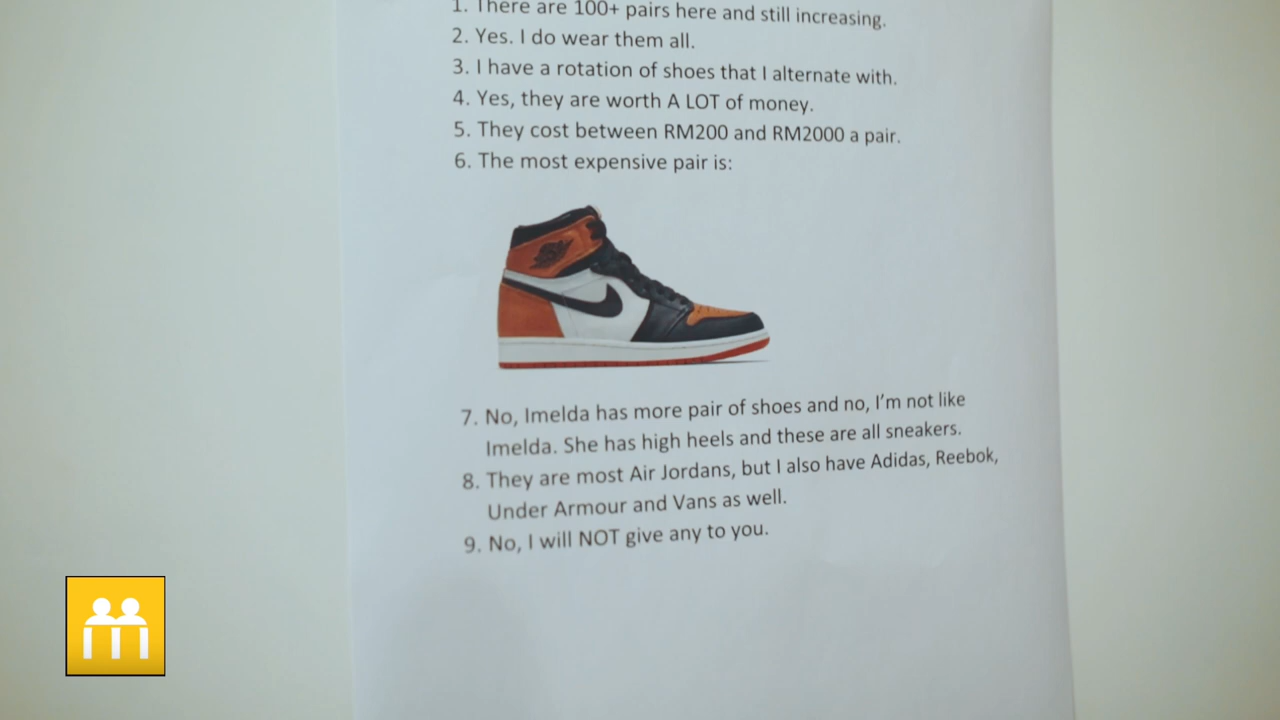 1. There are 100+ pairs here and still increasing.
2. Yes. I do wear them all.
3. I have a rotation of shoes that I alternate with.
4. Yes, they are worth A LOT of money.
5. They cost between RM200 and RM2000 a pair.
6. The most expensive pair is:
7. No, Imelda has more pair of shoes and no, I'm not like
Imelda. She has high heels and these are all sneakers.
8. They are most Air Jordans, but I also have Adidas, Reebok,
Under Armour and Vans as well.
9. No, I will NOT give any to you.